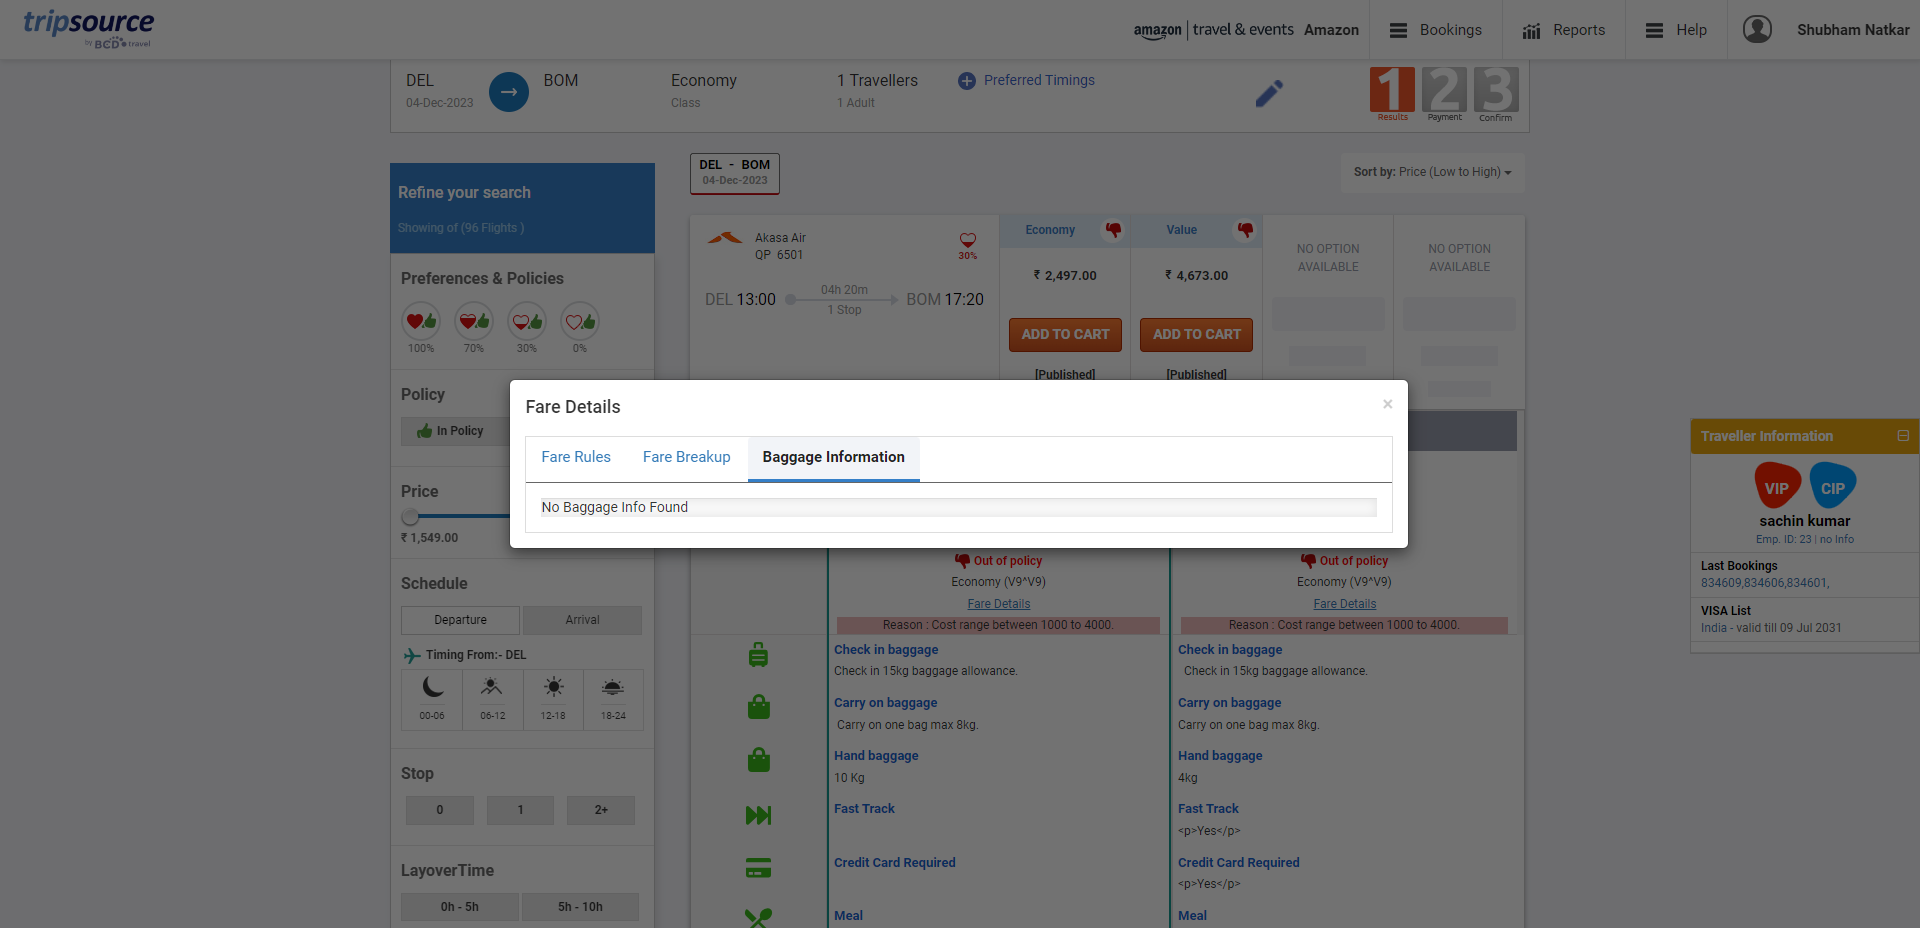 tripsource
by BCD travel
amazon | travel & events Amazon
Bookings
Reports
Help
Shubham Natkar
DEL
04-Dec-2023
BOM
Economy
Class
1 Travellers
1 Adult
Preferred Timings
1 2 3
Results Payment Confirm
Refine your search
Showing of (96 Flights )
Preferences & Policies
100% 70% 30% 0%
Policy
In Policy
Price
₹ 1,549.00
Schedule
Departure Arrival
Timing From:- DEL
00-06 06-12 12-18 18-24
Stop
0 1 2+
LayoverTime
0h - 5h 5h - 10h
DEL - BOM
04-Dec-2023
Sort by: Price (Low to High)
Akasa Air
QP 6501
30%
DEL 13:00
04h 20m
1 Stop
BOM 17:20
Economy
₹ 2,497.00
ADD TO CART
[Published]
Value
₹ 4,673.00
ADD TO CART
[Published]
NO OPTION
AVAILABLE
NO OPTION
AVAILABLE
Fare Details
×
Fare Rules Fare Breakup Baggage Information
No Baggage Info Found
Out of policy
Economy (V9^V9)
Fare Details
Reason : Cost range between 1000 to 4000.
Check in baggage
Check in 15kg baggage allowance.
Carry on baggage
Carry on one bag max 8kg.
Hand baggage
10 Kg
Fast Track
Credit Card Required
Meal
Out of policy
Economy (V9^V9)
Fare Details
Reason : Cost range between 1000 to 4000.
Check in baggage
Check in 15kg baggage allowance.
Carry on baggage
Carry on one bag max 8kg.
Hand baggage
4kg
Fast Track
<p>Yes</p>
Credit Card Required
<p>Yes</p>
Meal
Traveller Information
VIP CIP
sachin kumar
Emp. ID: 23 | no Info
Last Bookings
834609,834606,834601,
VISA List
India - valid till 09 Jul 2031